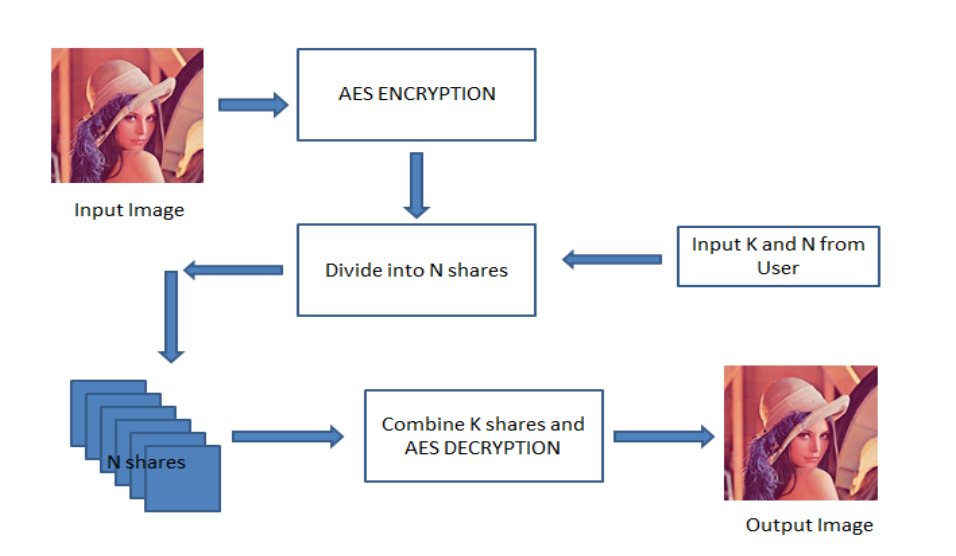 AES ENCRYPTION
Input Image
Input K and N from
User
Divide into N shares
Combine K shares and
AES DECRYPTION
N shares
Output Image